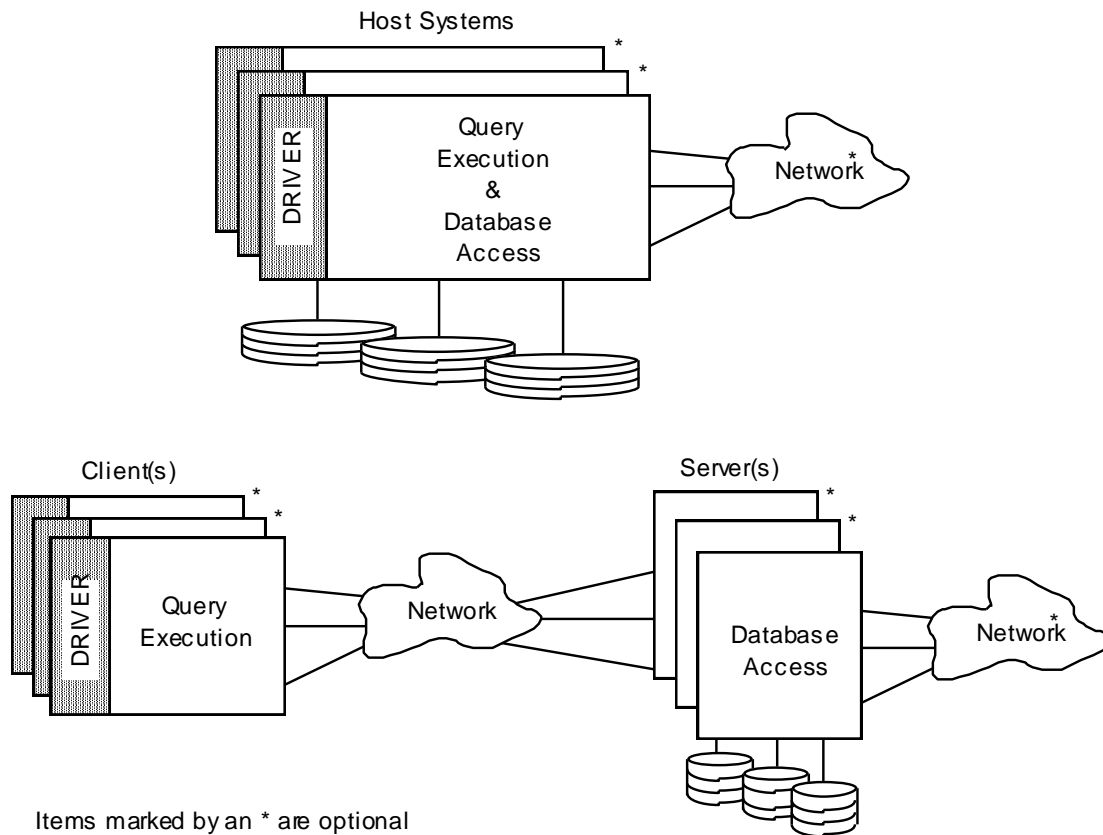 Host Systems
*
*
DRIVER
Query
Execution
&
Database
Access
Network*
Client(s)
*
*
DRIVER
Query
Execution
Network
Server(s)
*
*
Database
Access
Network*
Items marked by an * are optional